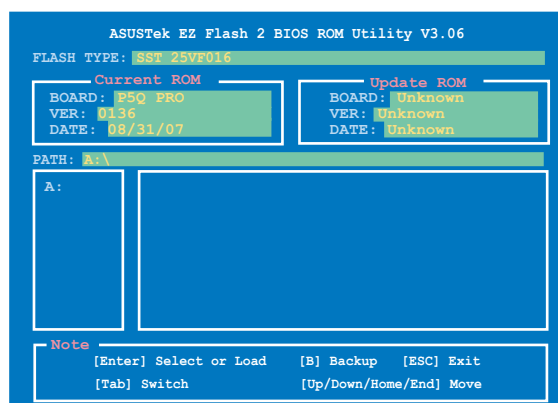 ASUSTek EZ Flash 2 BIOS ROM Utility V3.06
FLASH TYPE: SST 25VF016
Current ROM
BOARD: P5Q PRO
VER: 0136
DATE: 08/31/07
Update ROM
BOARD: Unknown
VER: Unknown
DATE: Unknown
PATH: A:\
A:
Note
[Enter] Select or Load [B] Backup [ESC] Exit
[Tab] Switch [Up/Down/Home/End] Move